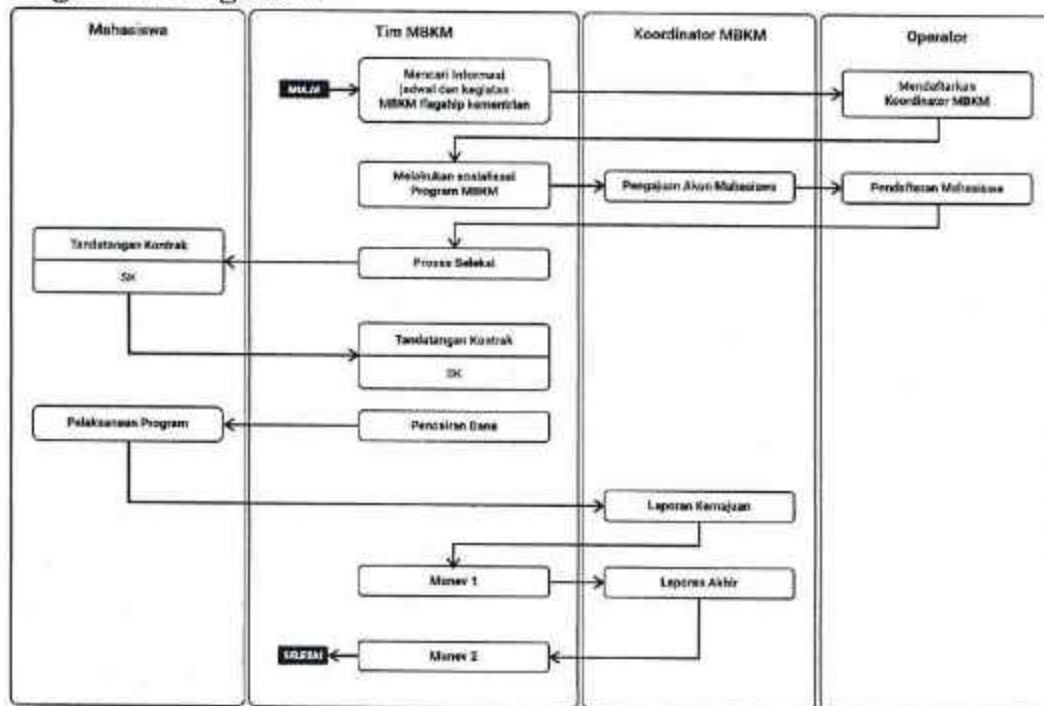 Mahasiswa
Tim MBKM
Koordinator MBKM
Operator
MULAI
Mencari Informasi
jadwal dan kegiatan
MBKM flagship kementrian
Mendaftarkan
Koordinator MBKM
Melakukan sosialisasi
Program MBKM
Pengajuan Akun Mahasiswa
Pendaftaran Mahasiswa
Tandatangan Kontrak
SK
Proses Seleksi
Tandatangan Kontrak
SK
Pelaksanaan Program
Pencairan Dana
Laporan Kemajuan
Monev 1
Laporan Akhir
SELESAI
Monev 2